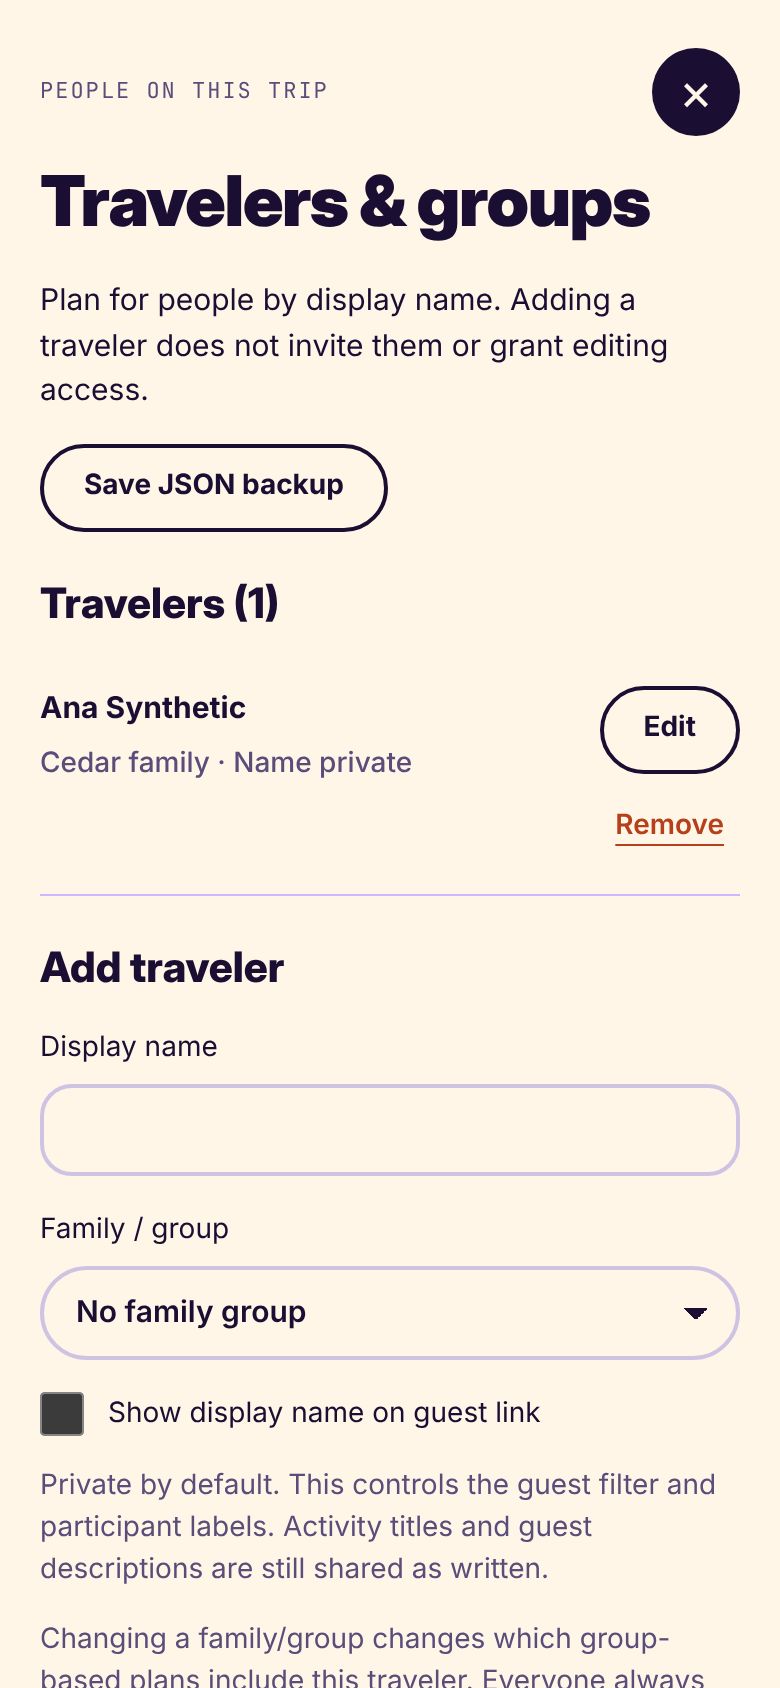 PEOPLE ON THIS TRIP
×
Travelers & groups
Plan for people by display name. Adding a
traveler does not invite them or grant editing
access.
Save JSON backup
Travelers (1)
Ana Synthetic
Edit
Cedar family · Name private
Remove
Add traveler
Display name
Family / group
No family group
Show display name on guest link
Private by default. This controls the guest filter and
participant labels. Activity titles and guest
descriptions are still shared as written.
Changing a family/group changes which group-
based plans include this traveler. Everyone always